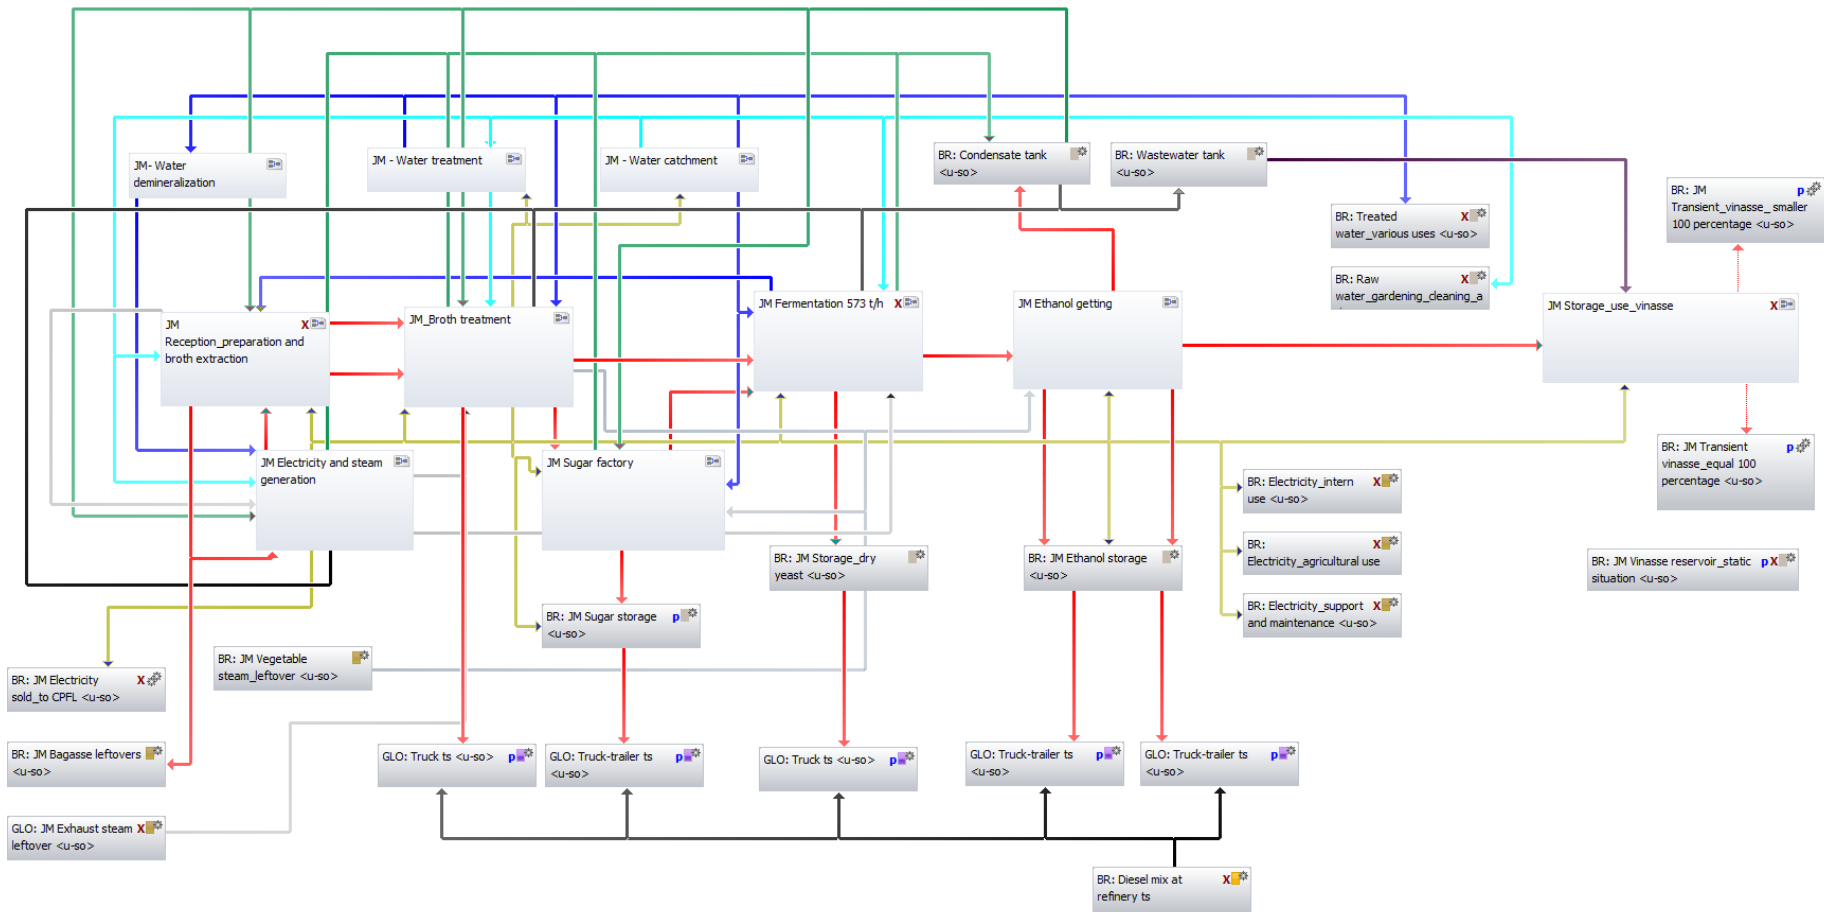 JM- Water
demineralization
JM - Water treatment
JM - Water catchment
BR: Condensate tank
<u-so>
BR: Wastewater tank
<u-so>
BR: JM
Transient_vinasse_ smaller
100 percentage <u-so>
p
BR: Treated
water_various uses <u-so>
X
BR: Raw
water_gardening_cleaning_a
X
JM
Reception_preparation and
broth extraction
X
JM_Broth treatment
JM Fermentation 573 t/h
X
JM Ethanol getting
JM Storage_use_vinasse
X
JM Electricity and steam
generation
JM Sugar factory
BR: JM Transient
vinasse_equal 100
percentage <u-so>
p
BR: Electricity_intern
use <u-so>
X
BR:
Electricity_agricultural use
X
BR: Electricity_support
and maintenance <u-so>
X
BR: JM Storage_dry
yeast <u-so>
BR: JM Ethanol storage
<u-so>
BR: JM Vinasse reservoir_static
situation <u-so>
p X
BR: JM Sugar storage
<u-so>
p
BR: JM Vegetable
steam_leftover <u-so>
BR: JM Electricity
sold_to CPFL <u-so>
X
BR: JM Bagasse leftovers
<u-so>
GLO: JM Exhaust steam
leftover <u-so>
X
GLO: Truck ts <u-so>
p
GLO: Truck-trailer ts
<u-so>
p
GLO: Truck ts <u-so>
p
GLO: Truck-trailer ts
<u-so>
p
GLO: Truck-trailer ts
<u-so>
p
BR: Diesel mix at
refinery ts
X